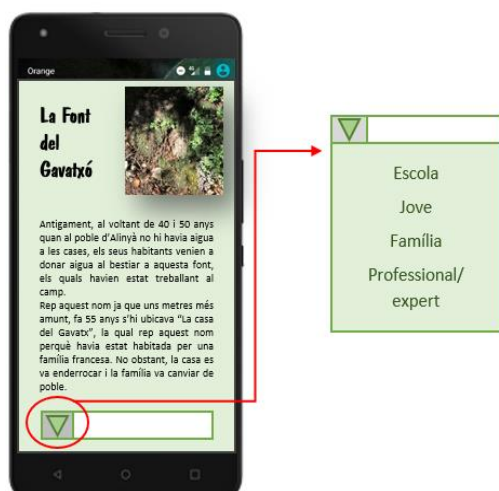 Orange
4G
La Font
del
Gavatxó
Antigament, al voltant de 40 i 50 anys
quan al poble d'Alinyà no hi havia aigua
a les cases, els seus habitants venien a
donar aigua al bestiar a aquesta font,
els quals havien estat treballant al
camp.
Rep aquest nom ja que uns metres més
amunt, fa 55 anys s'hi ubicava “La casa
del Gavatx”, la qual rep aquest nom
perquè havia estat habitada per una
família francesa. No obstant, la casa es
va enderrocar i la família va canviar de
poble.
Escola
Jove
Família
Professional/
expert